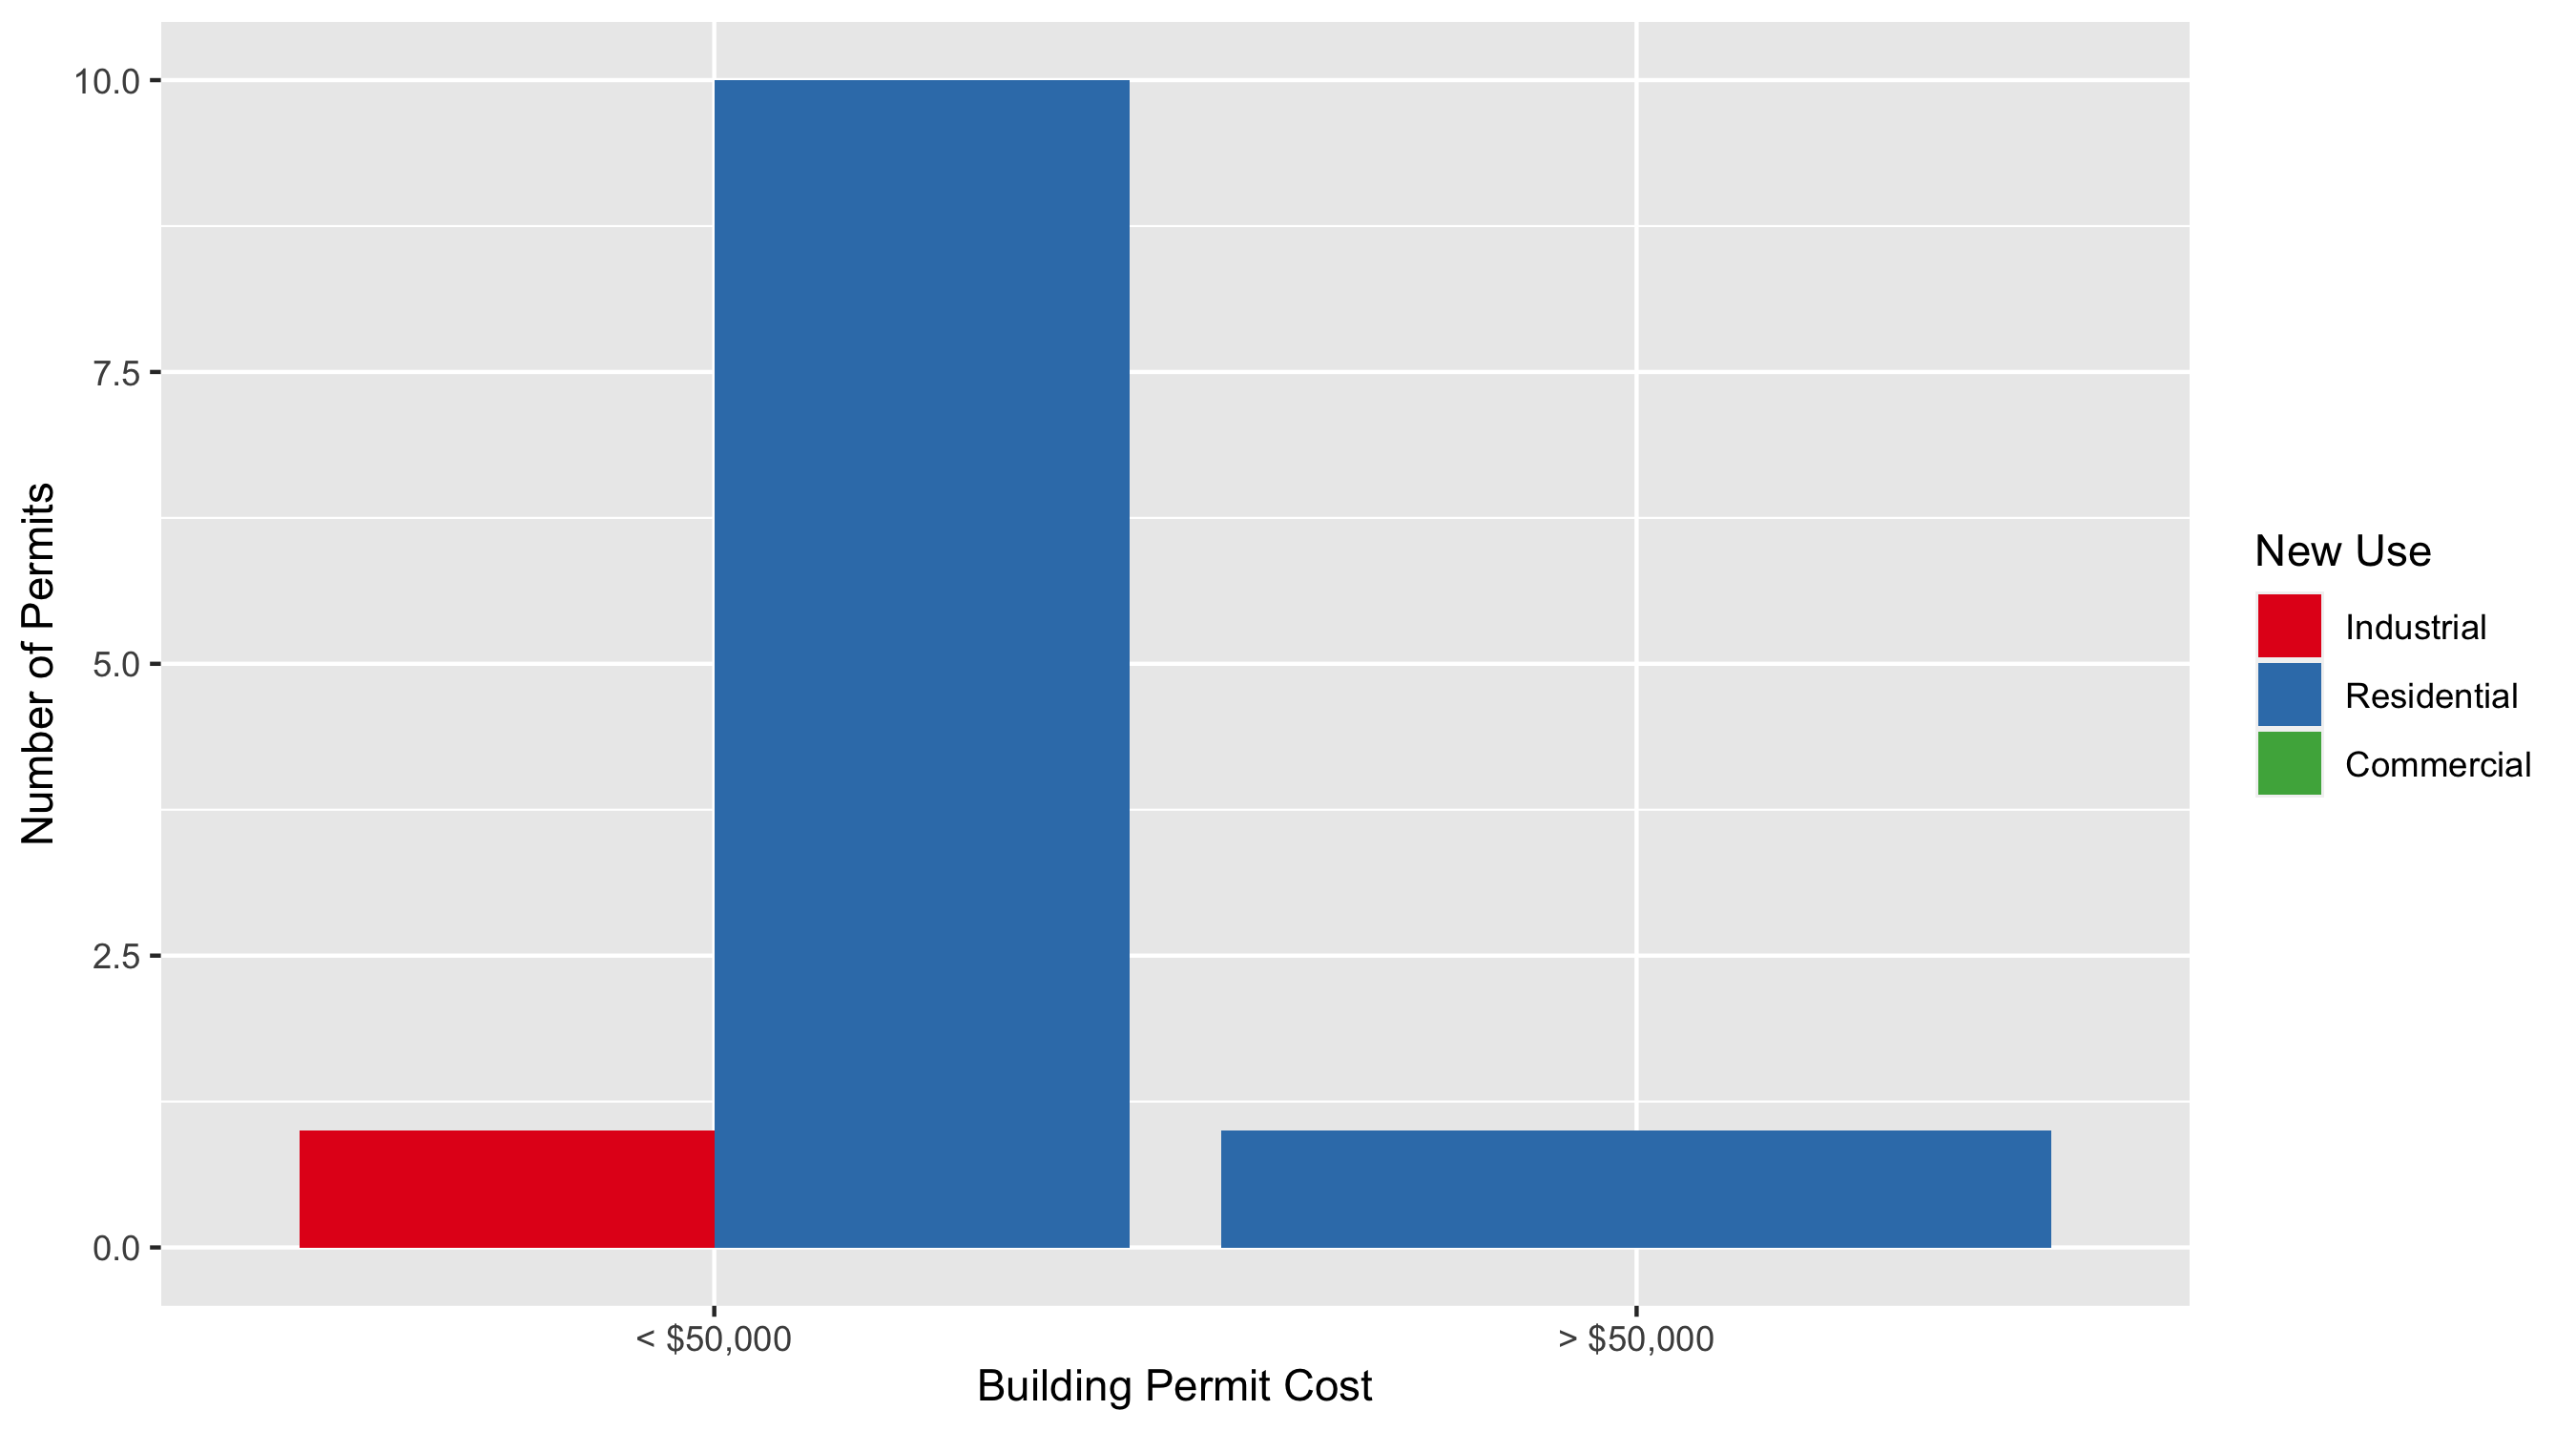 10.0
7.5
5.0
2.5
0.0
Number of Permits
< $50,000
> $50,000
Building Permit Cost
New Use
Industrial
Residential
Commercial